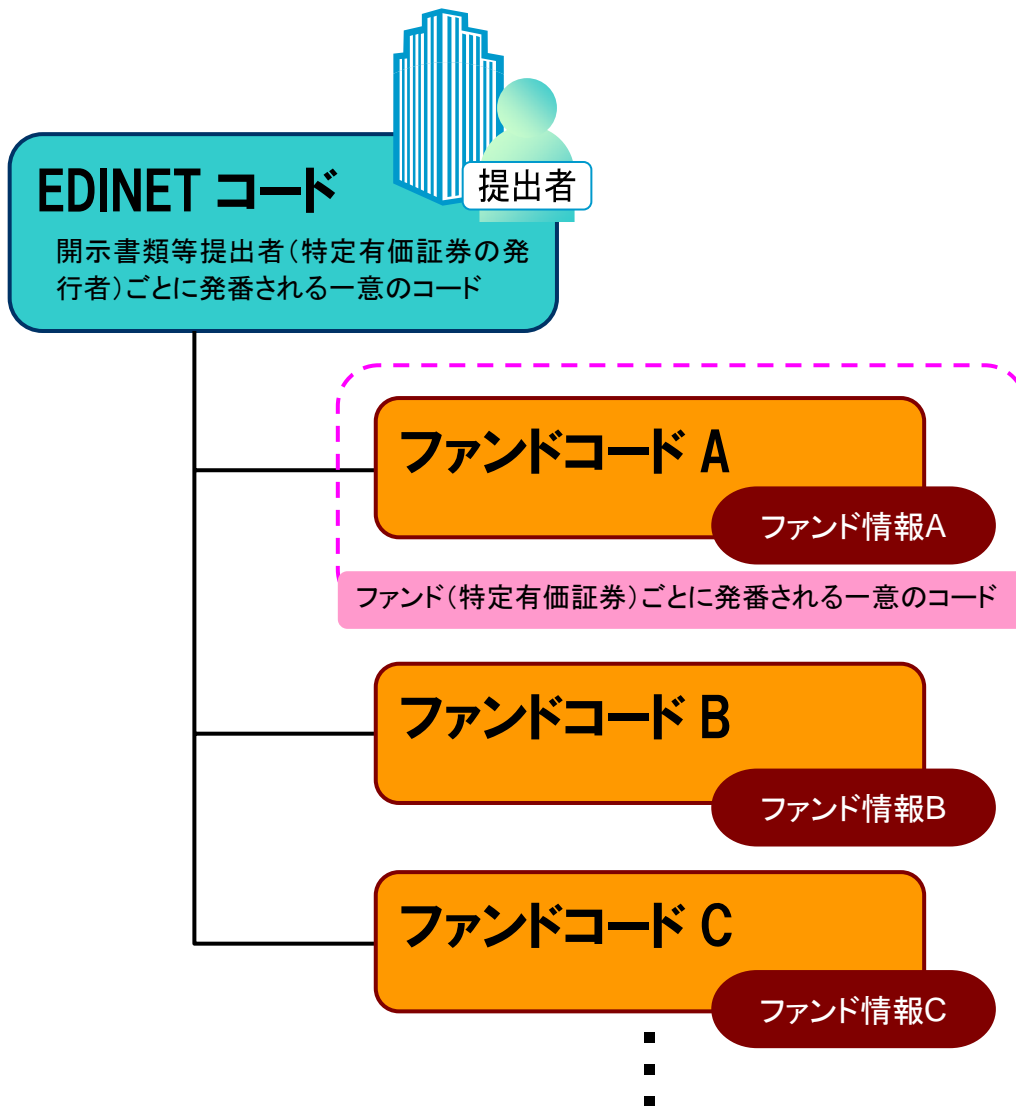 提出者
EDINET コード
開示書類等提出者(特定有価証券の発
行者)ごとに発番される一意のコード
ファンドコード A
ファンド情報A
ファンド(特定有価証券)ごとに発番される一意のコード
ファンドコード B
ファンド情報B
ファンドコード C
ファンド情報C